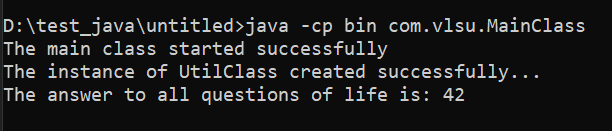 D:\test_java\untitled>java -cp bin com.vlsu.MainClass
The main class started successfully
The instance of UtilClass created successfully...
The answer to all questions of life is: 42